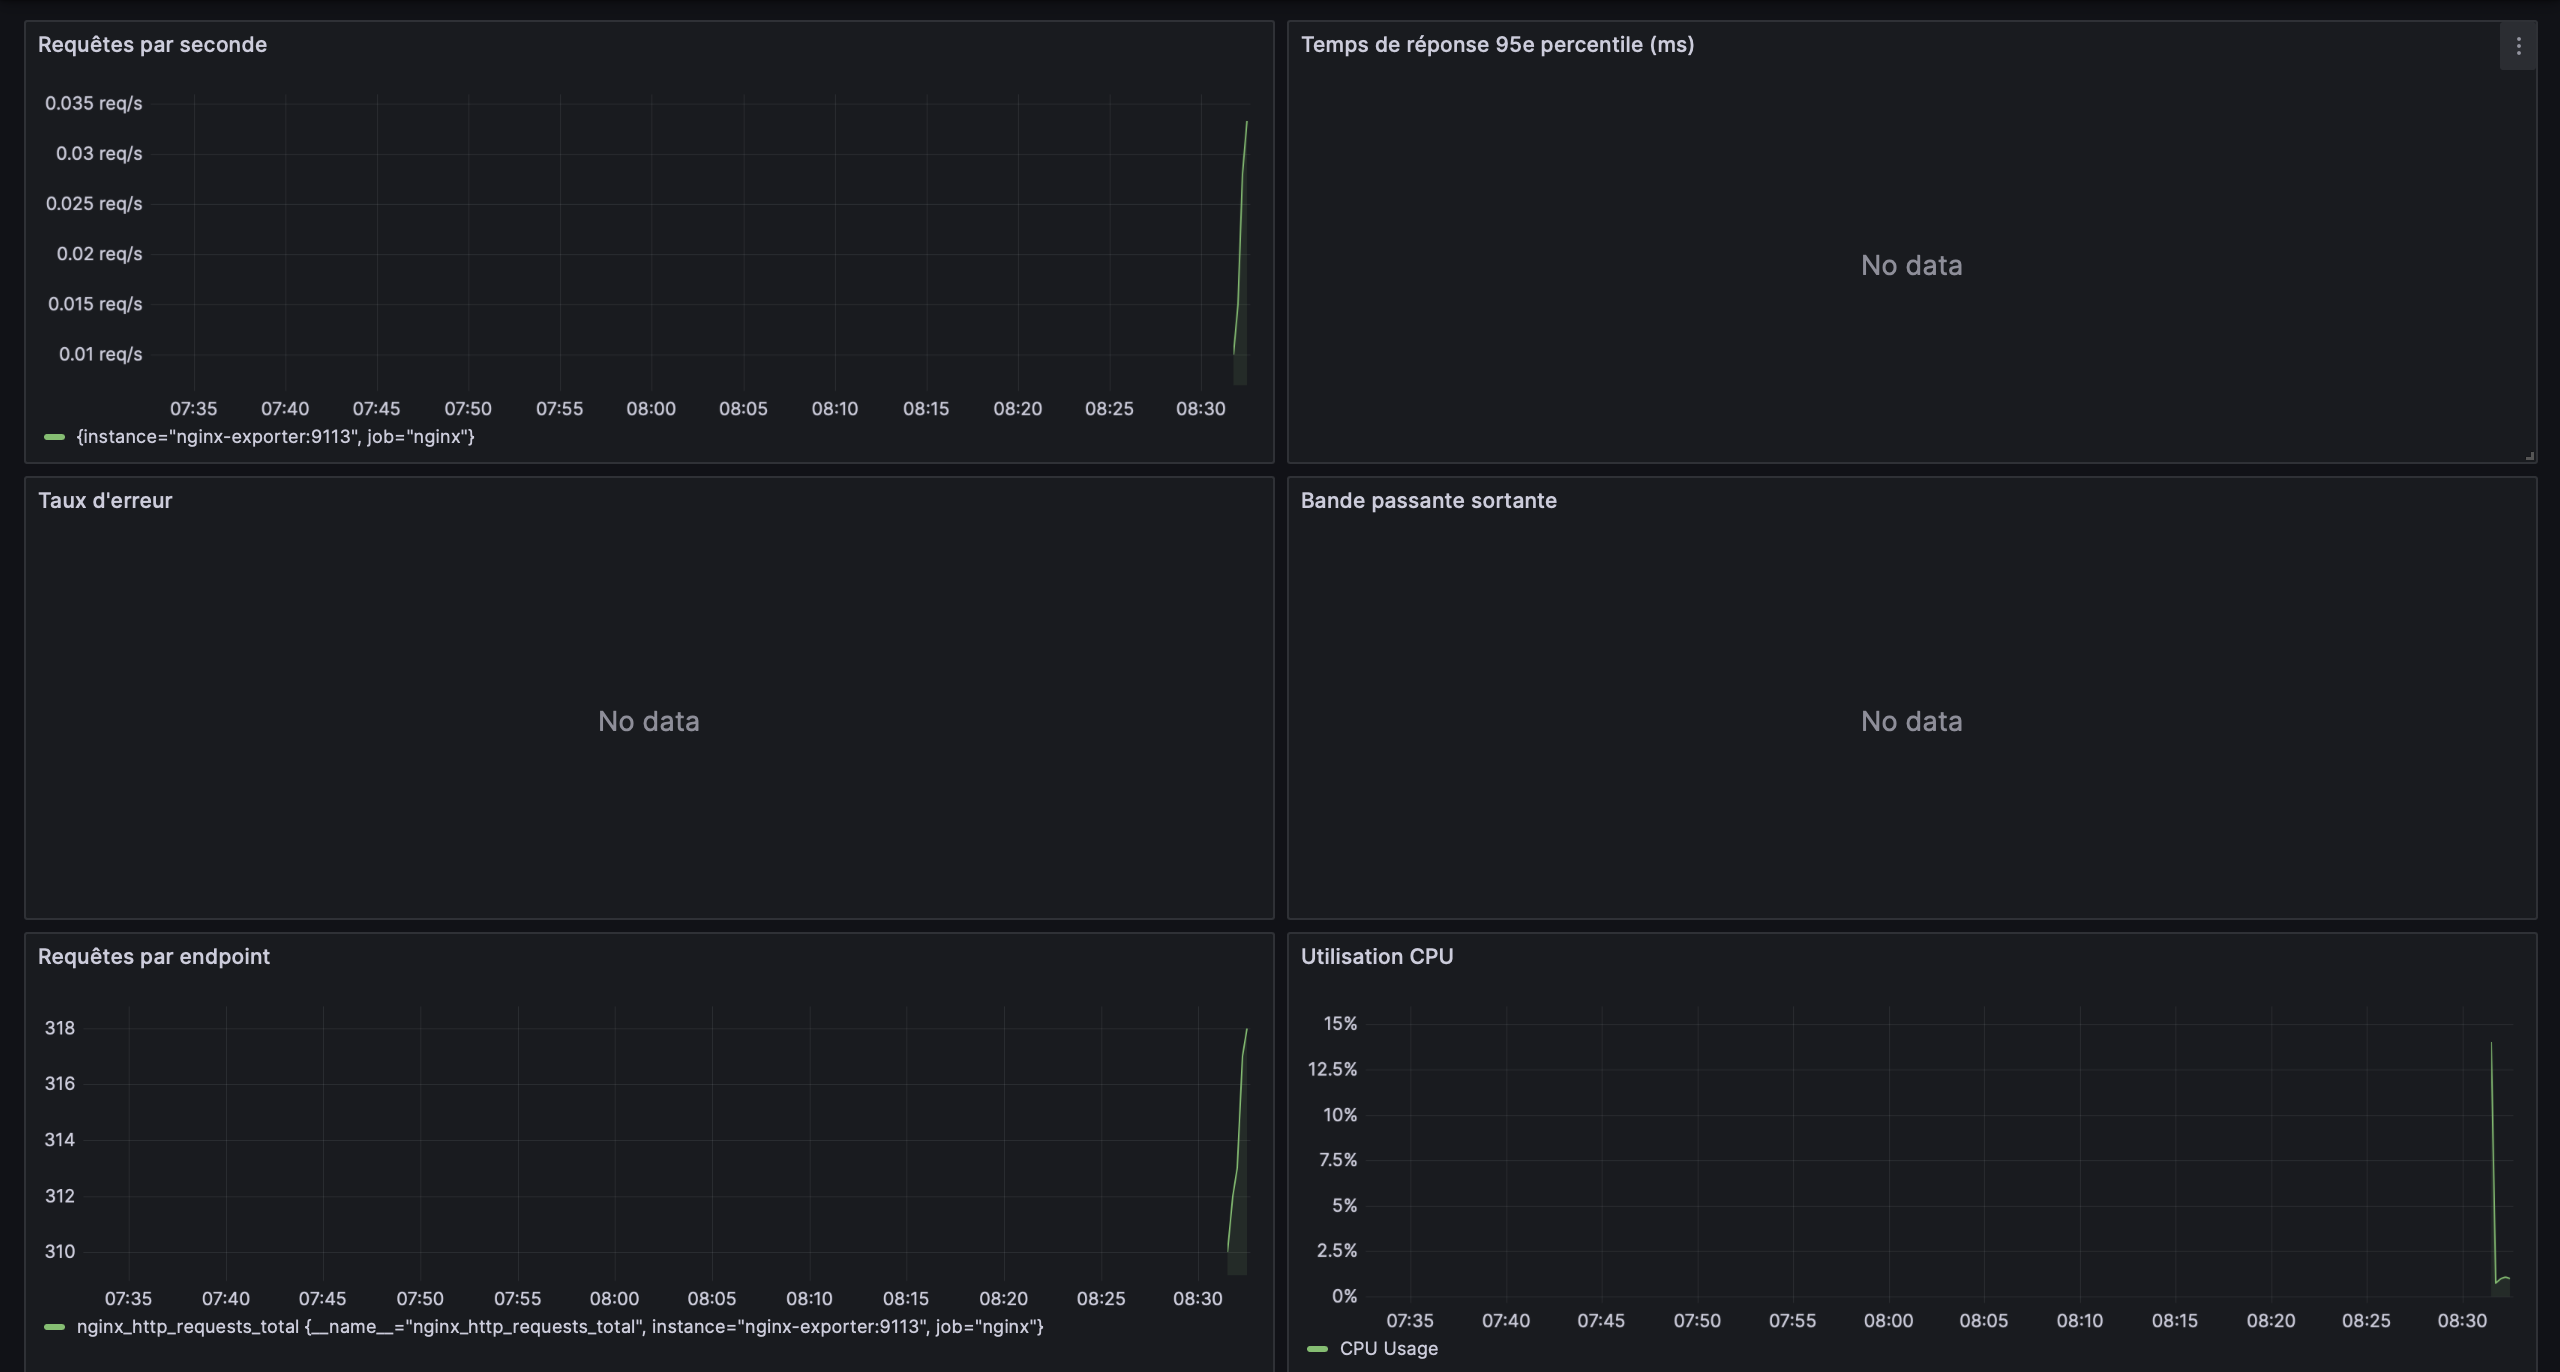 Requêtes par seconde
0.035 req/s
0.03 req/s
0.025 req/s
0.02 req/s
0.015 req/s
0.01 req/s
07:35 07:40 07:45 07:50 07:55 08:00 08:05 08:10 08:15 08:20 08:25 08:30
{instance="nginx-exporter:9113", job="nginx"}
Temps de réponse 95e percentile (ms)
No data
Taux d'erreur
No data
Bande passante sortante
No data
Requêtes par endpoint
318
316
314
312
310
07:35 07:40 07:45 07:50 07:55 08:00 08:05 08:10 08:15 08:20 08:25 08:30
nginx_http_requests_total {__name__="nginx_http_requests_total", instance="nginx-exporter:9113", job="nginx"}
Utilisation CPU
15%
12.5%
10%
7.5%
5%
2.5%
0%
07:35 07:40 07:45 07:50 07:55 08:00 08:05 08:10 08:15 08:20 08:25 08:30
CPU Usage